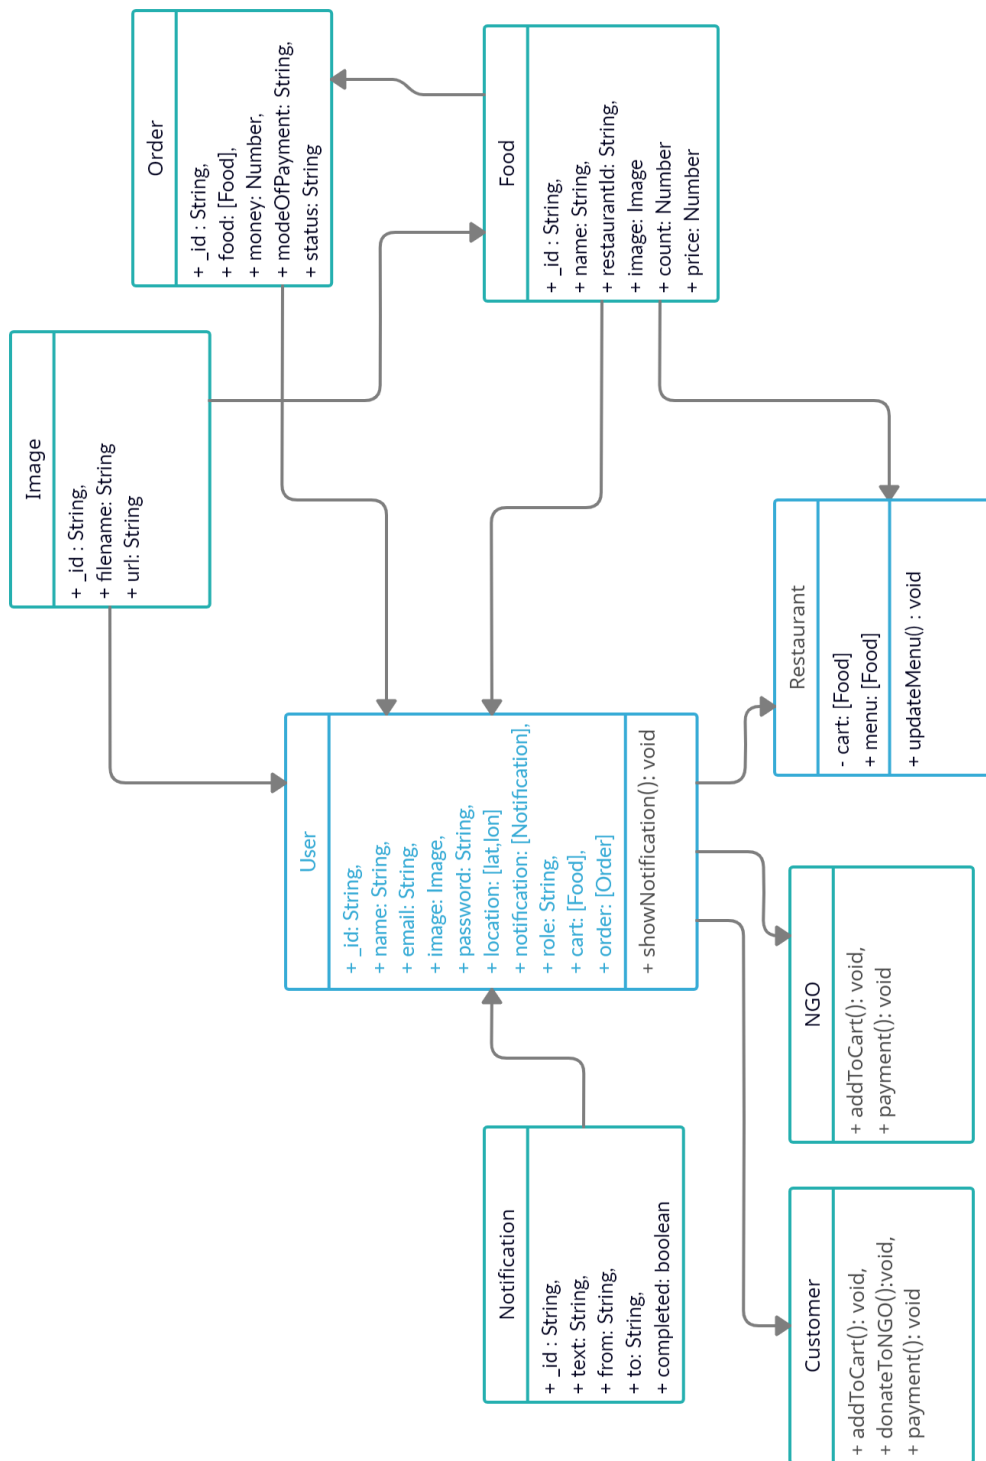 Order
+ _id : String,
+ food: [Food],
+ money: Number,
+ modeOfPayment: String,
+ status: String
Food
+ _id : String,
+ name: String,
+ restaurantId: String,
+ image: Image
+ count: Number
+ price: Number
Image
+ _id : String,
+ filename: String
+ url: String
User
+ _id: String,
+ name: String,
+ email: String,
+ image: Image,
+ password: String,
+ location: [lat,lon]
+ notification: [Notification],
+ role: String,
+ cart: [Food],
+ order: [Order]
+ showNotification(): void
Restaurant
- cart: [Food]
+ menu: [Food]
+ updateMenu() : void
NGO
+ addToCart(): void,
+ payment(): void
Notification
+ _id : String,
+ text: String,
+ from: String,
+ to: String,
+ completed: boolean
Customer
+ addToCart(): void,
+ donateToNGO():void,
+ payment(): void